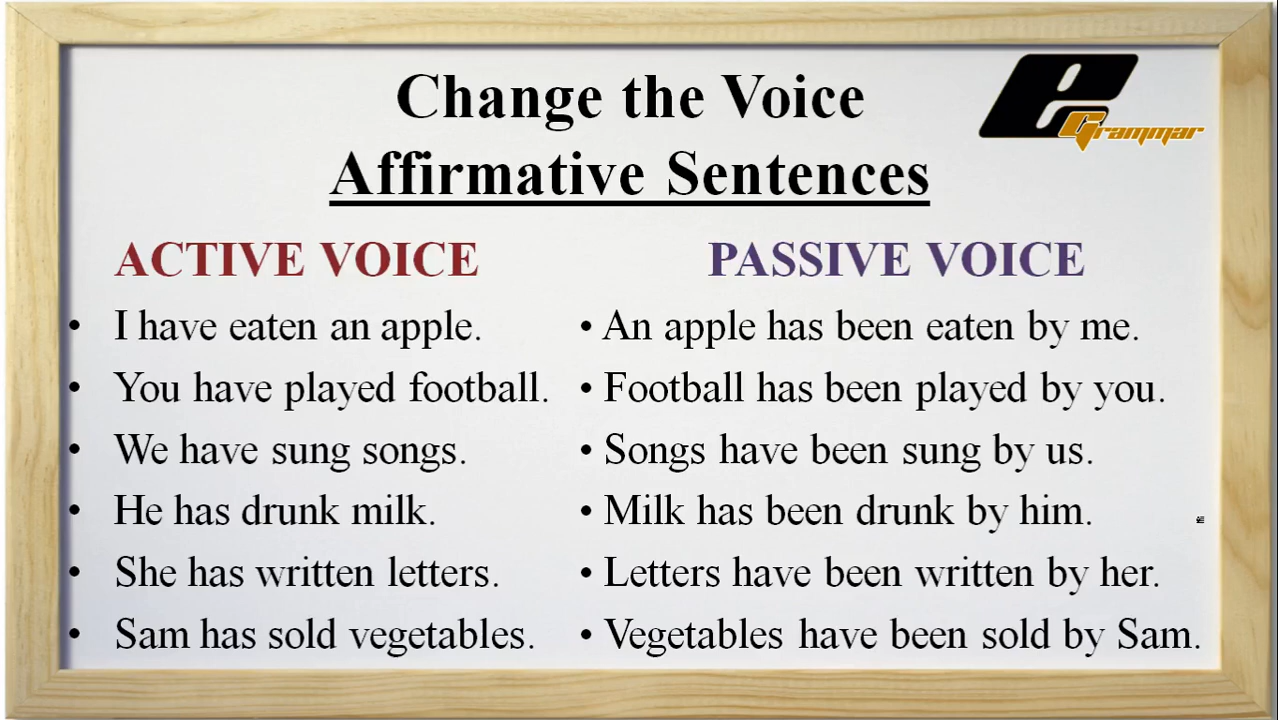 Change the Voice
e
Grammar
Affirmative Sentences
ACTIVE VOICE
PASSIVE VOICE
• I have eaten an apple.
• An apple has been eaten by me.
• You have played football.
• Football has been played by you.
• We have sung songs.
• Songs have been sung by us.
• He has drunk milk.
• Milk has been drunk by him.
• She has written letters.
• Letters have been written by her.
• Sam has sold vegetables.
• Vegetables have been sold by Sam.